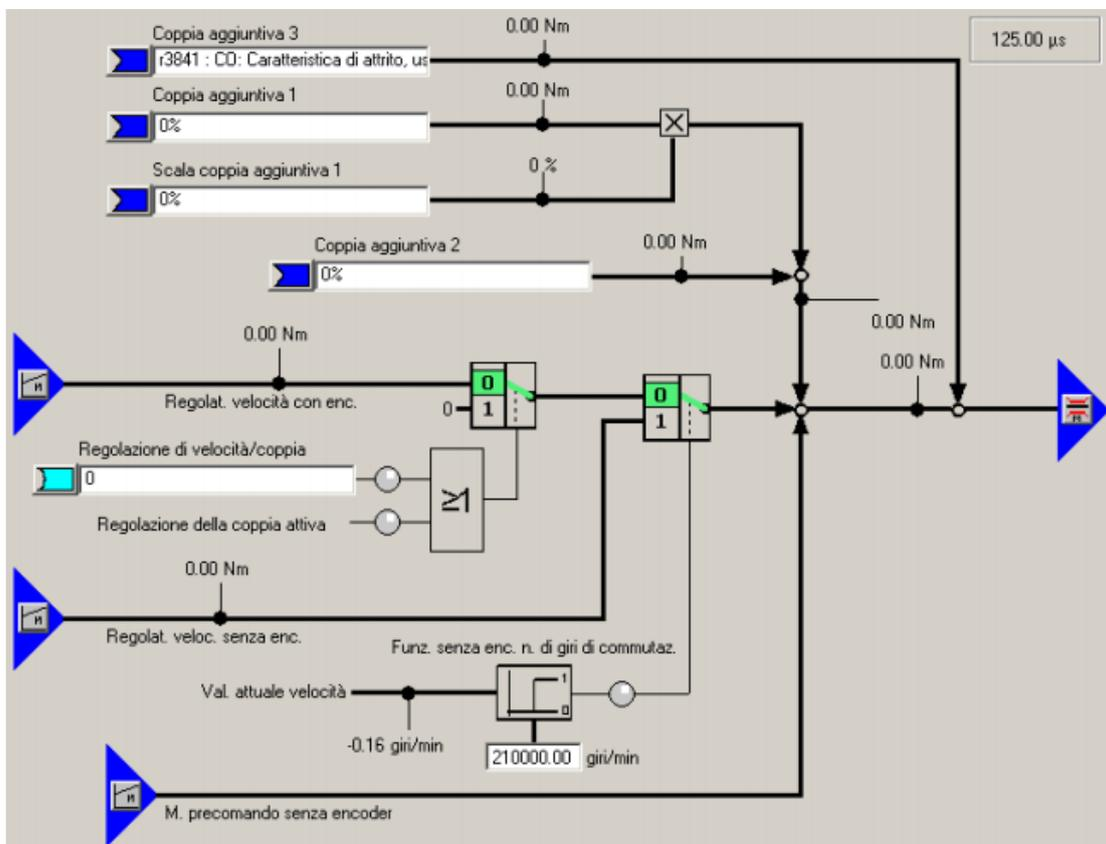 Coppia aggiuntiva 3
0.00 Nm
125.00 µs
r3841 : CO: Caratteristica di attrito, us
Coppia aggiuntiva 1
0.00 Nm
0%
Scala coppia aggiuntiva 1
0 %
0%
Coppia aggiuntiva 2
0.00 Nm
0%
0.00 Nm
0.00 Nm
0.00 Nm
Regolat. velocità con enc.
0
0
1
0
1
Regolazione di velocità/coppia
0
≥1
Regolazione della coppia attiva
0.00 Nm
Regolat. veloc. senza enc.
Funz. senza enc. n. di giri di commutaz.
Val. attuale velocità
1
0
-0.16 giri/min
210000.00 giri/min
M. precomando senza encoder